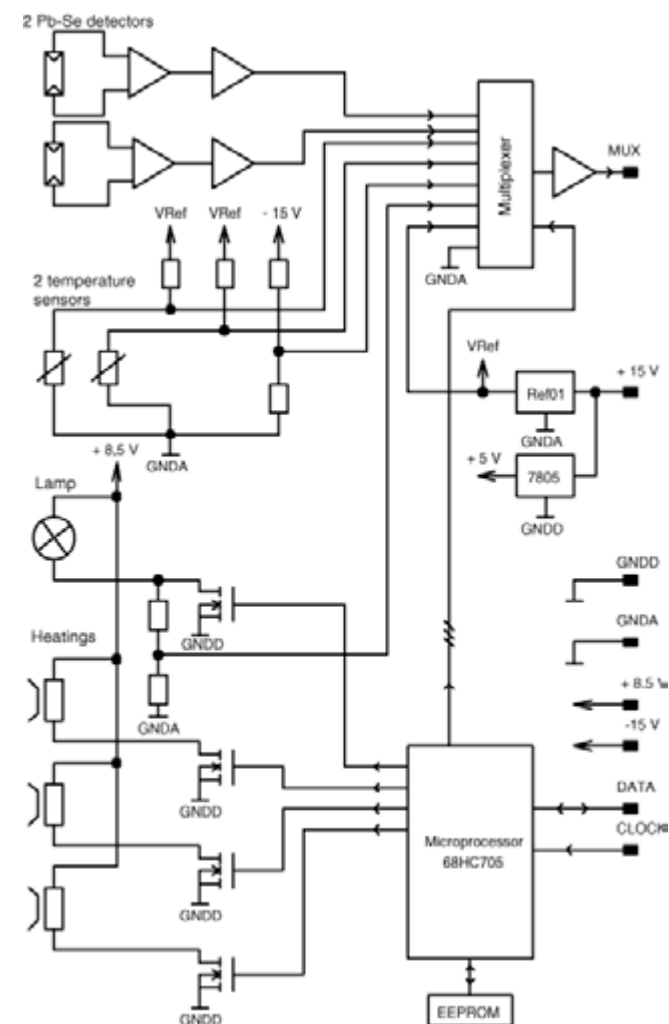 2 Pb-Se detectors
Multiplexer
MUX
VRef
VRef
- 15 V
GNDA
2 temperature
sensors
VRef
+ 15 V
Ref01
GNDA
+ 5 V
7805
GNDD
GNDA
+ 8,5 V
Lamp
GNDD
GNDD
GNDA
Heatings
GNDA
+ 8.5
-15 V
GNDD
DATA
CLOCK
Microprocessor
68HC705
GNDD
GNDD
EEPROM